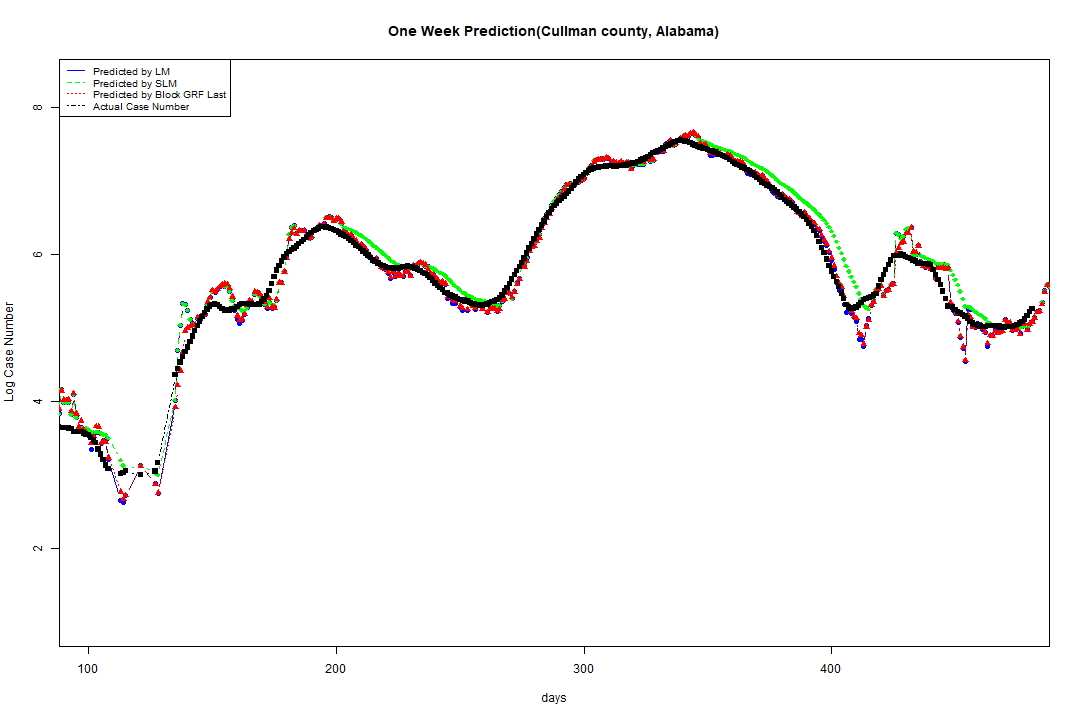 One Week Prediction(Cullman county, Alabama)
Predicted by LM
Predicted by SLM
Predicted by Block GRF Last
Actual Case Number
8
6
4
2
Log Case Number
100 200 300 400
days